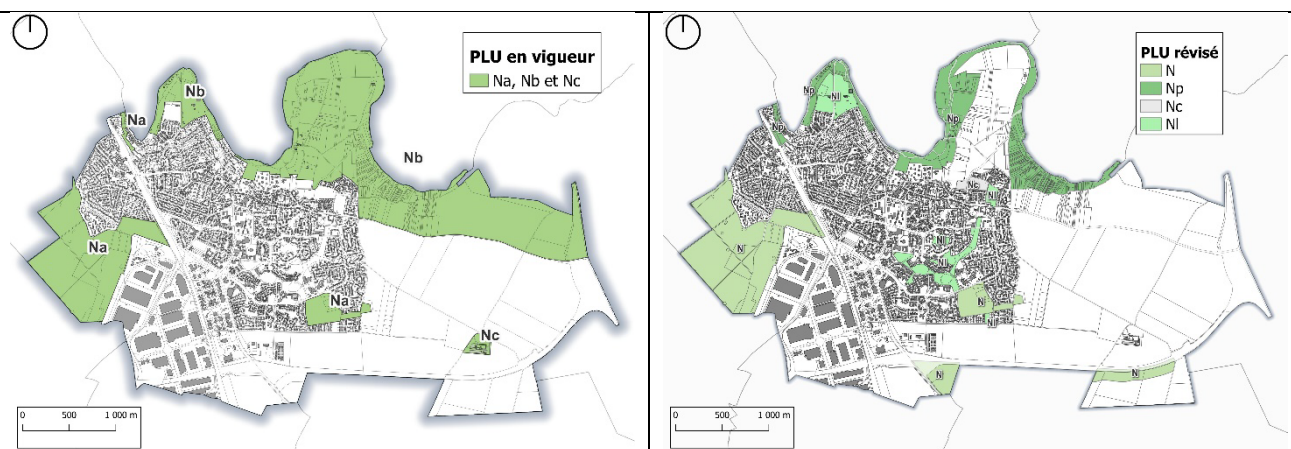 PLU en vigueur
Na, Nb et Nc
Nb
Na
Nb
Na
Na
Nc
0 500 1 000 m
PLU révisé
N
Np
Nc
Nl
Np
Nl
Np
Np
Nc
Nl
N
Nl
Nl
N
Nl
N
N
0 500 1 000 m